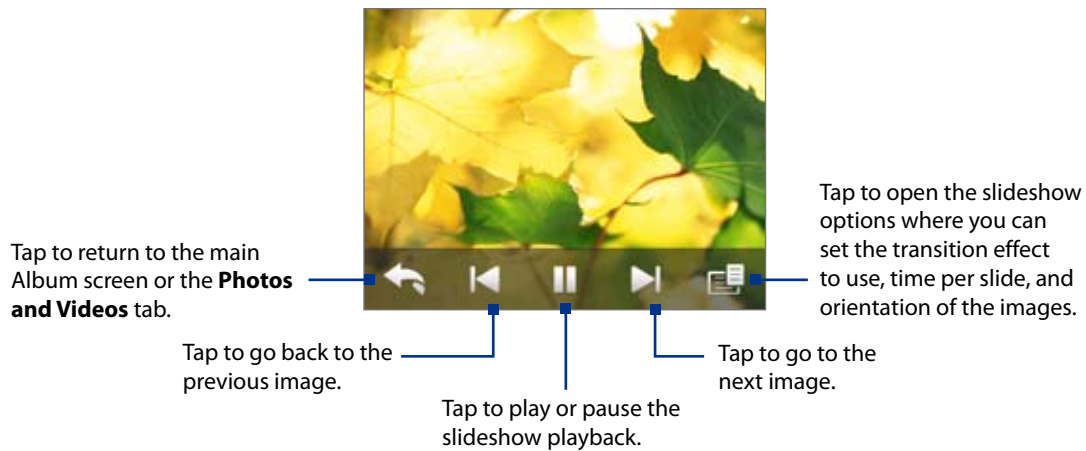 Tap to return to the main
Album screen or the Photos
and Videos tab.
Tap to go back to the
previous image.
Tap to play or pause the
slideshow playback.
Tap to go to the
next image.
Tap to open the slideshow
options where you can
set the transition effect
to use, time per slide, and
orientation of the images.